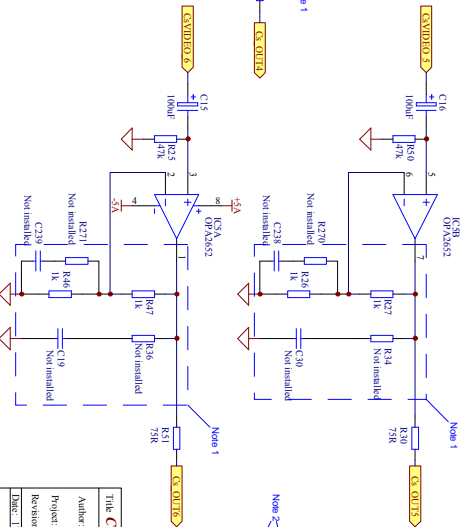 te 1
Cs OUT4
CsVIDEO 5
C16
100uF
R50
47k
5
6
7
IC5B
OPA2652
R270
Not installed
C238
Not installed
R26
1k
R27
1k
R34
Not installed
C30
Not installed
R30
75R
Cs OUT5
Note 1
CsVIDEO 6
C15
100uF
R25
47k
3
2
8
4
1
+5A
-5A
IC5A
OPA2652
R271
Not installed
C239
Not installed
R46
1k
R47
1k
R36
Not installed
C19
Not installed
R51
75R
Cs OUT6
Note 1
Note 2
Title C
Author:
Project:
Revision
Date: 1